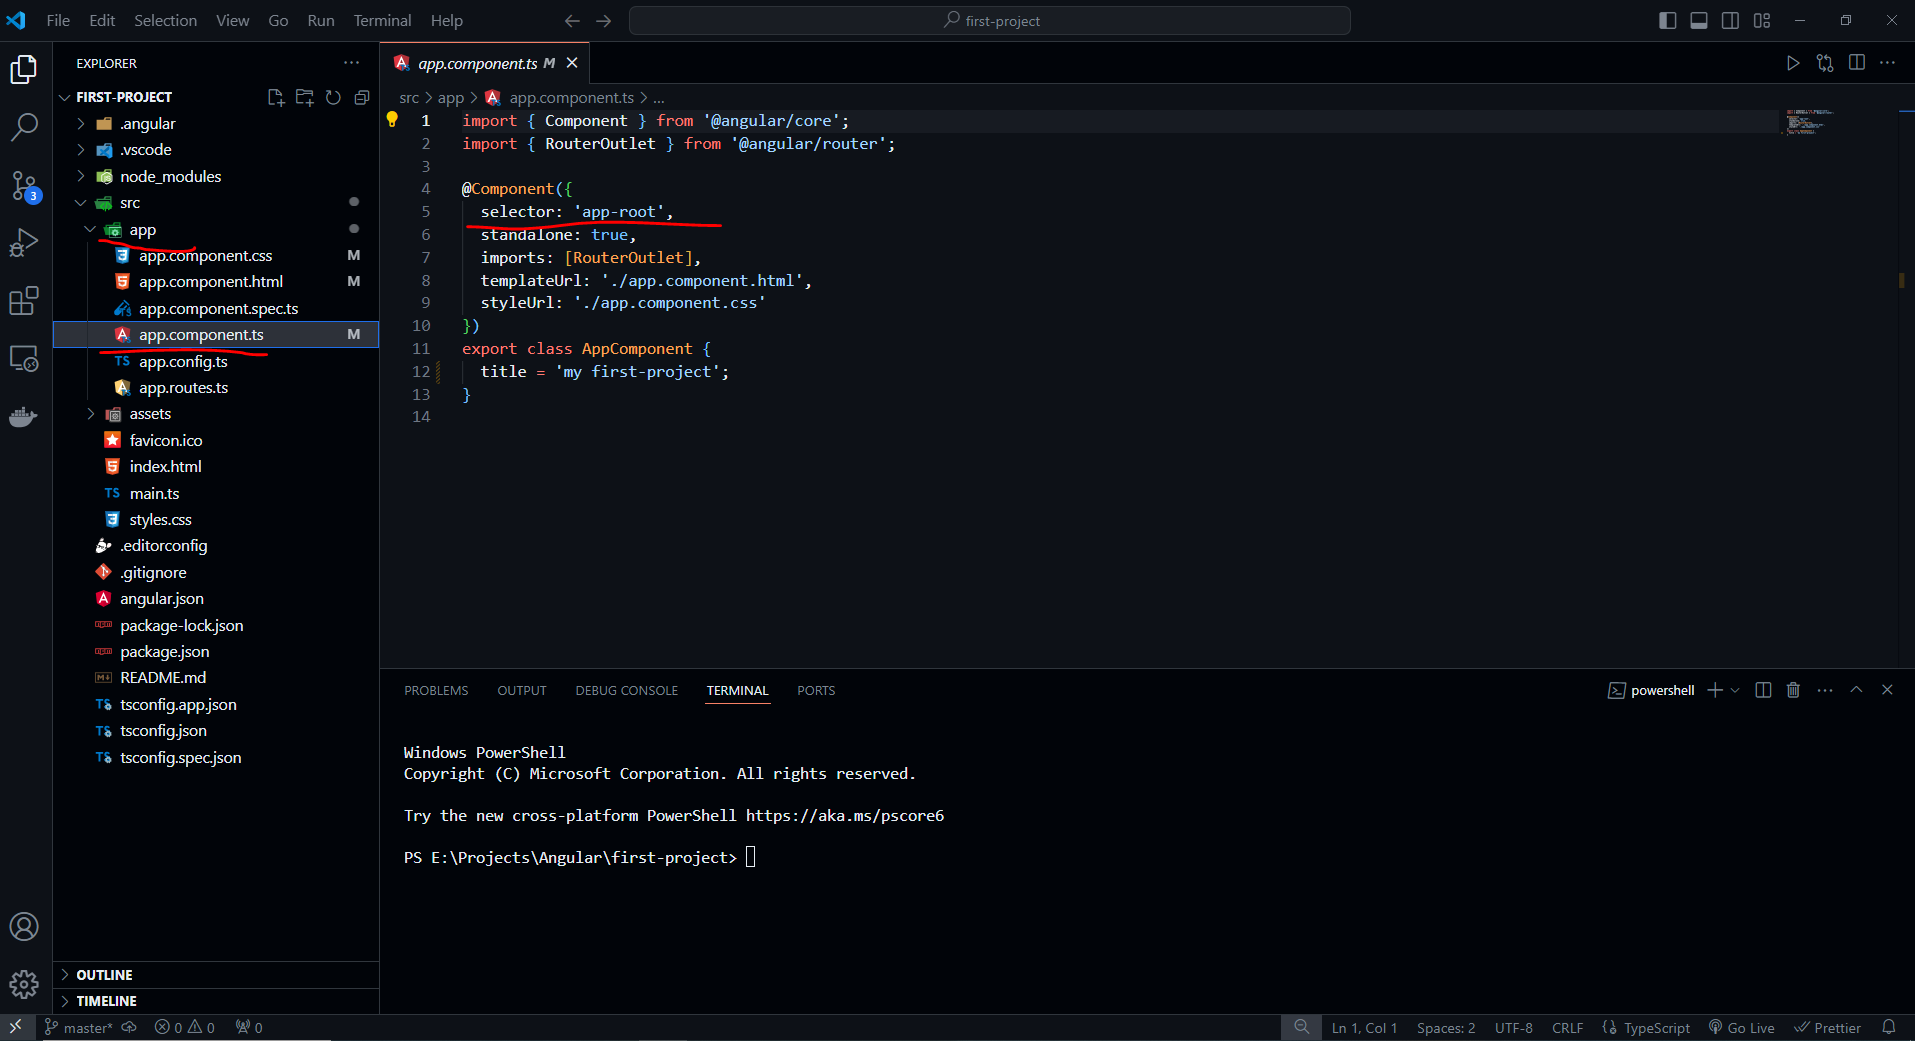 File Edit Selection View Go Run Terminal Help
first-project
EXPLORER
FIRST-PROJECT
.angular
.vscode
node_modules
src
app
app.component.css M
app.component.html M
app.component.spec.ts
app.component.ts M
app.config.ts
app.routes.ts
assets
favicon.ico
index.html
main.ts
styles.css
.editorconfig
.gitignore
angular.json
package-lock.json
package.json
README.md
tsconfig.app.json
tsconfig.json
tsconfig.spec.json
OUTLINE
TIMELINE
3
app.component.ts M
src > app > app.component.ts > ...
1 import { Component } from '@angular/core';
2 import { RouterOutlet } from '@angular/router';
3
4 @Component({
5 selector: 'app-root',
6 standalone: true,
7 imports: [RouterOutlet],
8 templateUrl: './app.component.html',
9 styleUrl: './app.component.css'
10 })
11 export class AppComponent {
12 title = 'my first-project';
13 }
14
PROBLEMS OUTPUT DEBUG CONSOLE TERMINAL PORTS
powershell
Windows PowerShell
Copyright (C) Microsoft Corporation. All rights reserved.
Try the new cross-platform PowerShell https://aka.ms/pscore6
PS E:\Projects\Angular\first-project>
master* 0 0 0
Ln 1, Col 1 Spaces: 2 UTF-8 CRLF TypeScript Go Live Prettier